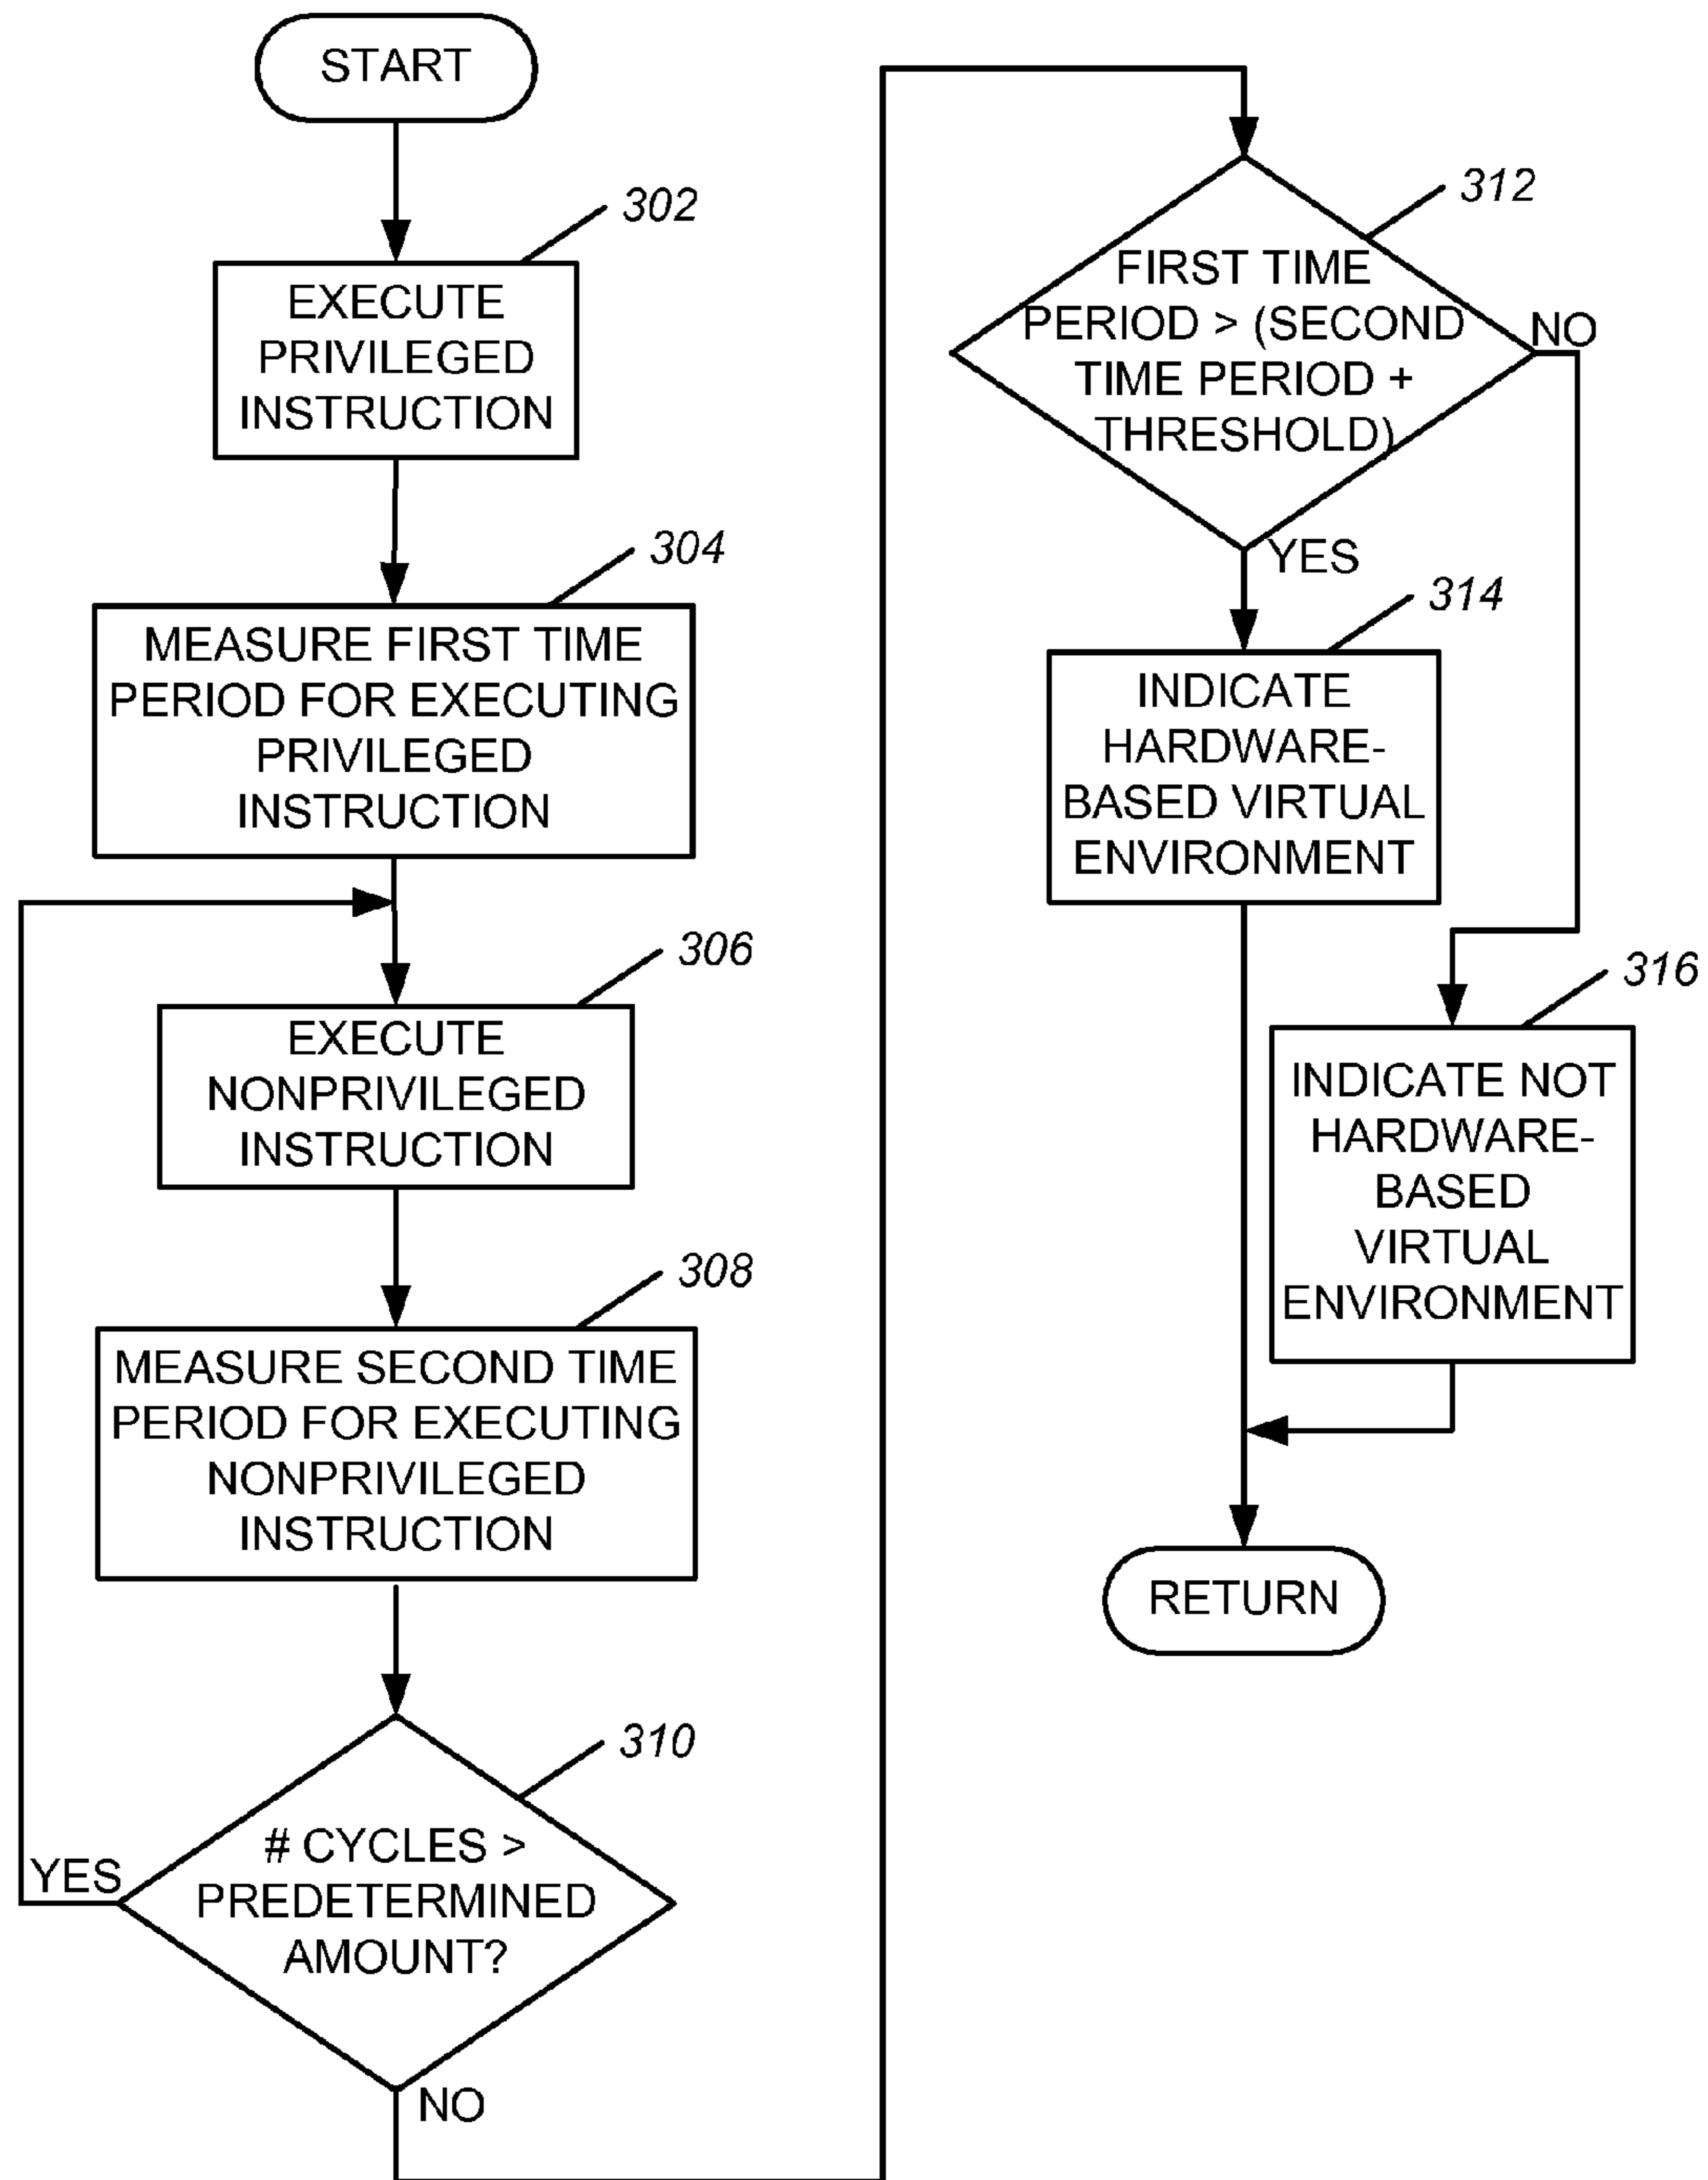 START
302
EXECUTE
PRIVILEGED
INSTRUCTION
304
MEASURE FIRST TIME
PERIOD FOR EXECUTING
PRIVILEGED
INSTRUCTION
306
EXECUTE
NONPRIVILEGED
INSTRUCTION
308
MEASURE SECOND TIME
PERIOD FOR EXECUTING
NONPRIVILEGED
INSTRUCTION
310
# CYCLES >
PREDETERMINED
AMOUNT?
YES
NO
312
FIRST TIME
PERIOD > (SECOND
TIME PERIOD +
THRESHOLD)
NO
YES
314
INDICATE
HARDWARE-
BASED VIRTUAL
ENVIRONMENT
316
INDICATE NOT
HARDWARE-
BASED
VIRTUAL
ENVIRONMENT
RETURN